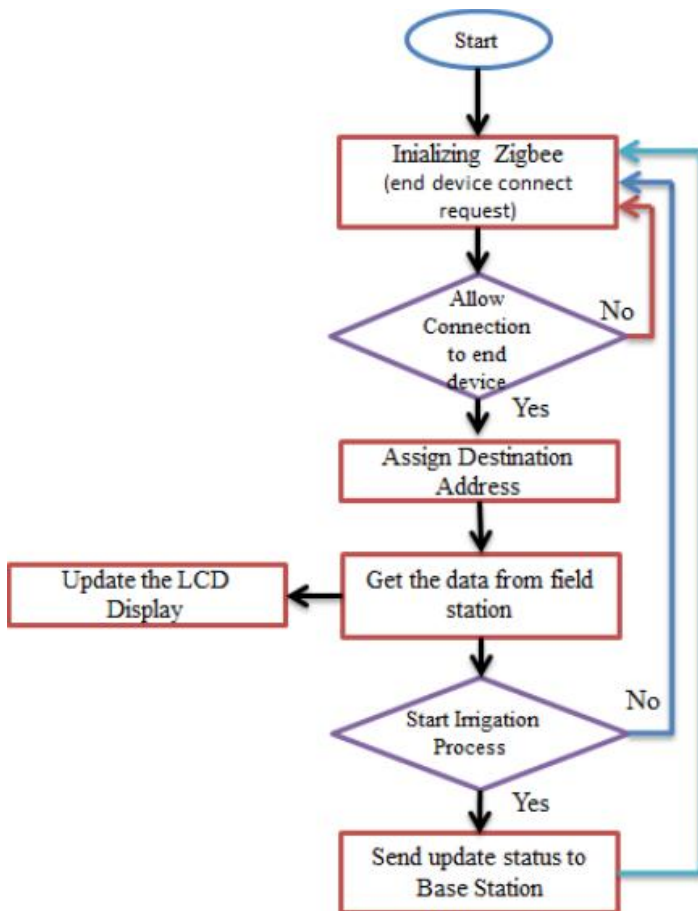 Start
Inializing Zigbee
(end device connect
request)
Allow
Connection
to end
device
No
Yes
Assign Destination
Address
Update the LCD
Display
Get the data from field
station
Start Irrigation
Process
No
Yes
Send update status to
Base Station